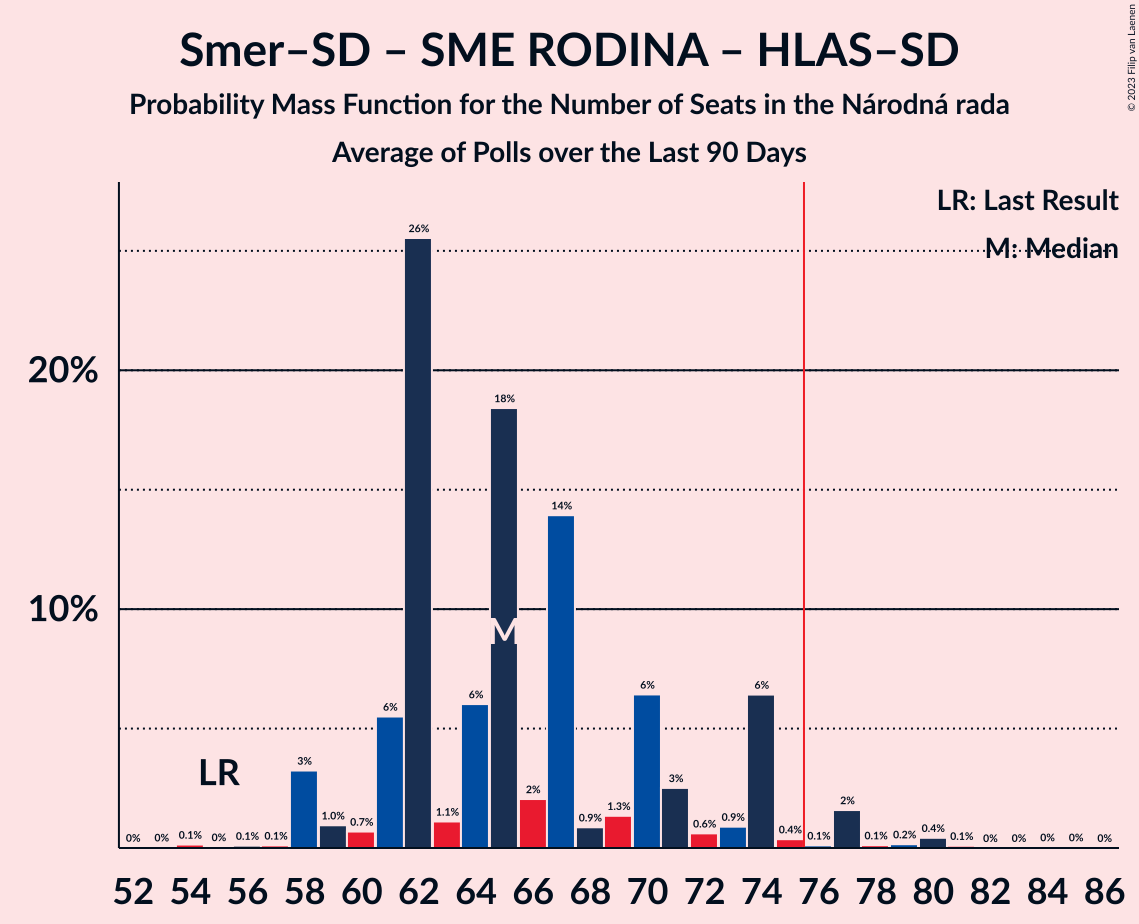 Smer–SD – SME RODINA – HLAS–SD
Probability Mass Function for the Number of Seats in the Národná rada
Average of Polls over the Last 90 Days
© 2023 Filip van Laenen
LR: Last Result
M: Median
20%
10%
0% 0% 0.1% 0% 0.1% 0.1% 3% 1.0% 0.7% 6% 26% 1.1% 6% 18% 2% 14% 0.9% 1.3% 6% 3% 0.6% 0.9% 6% 0.4% 0.1% 2% 0.1% 0.2% 0.4% 0.1% 0% 0% 0% 0% 0%
M
LR
52 54 56 58 60 62 64 66 68 70 72 74 76 78 80 82 84 86